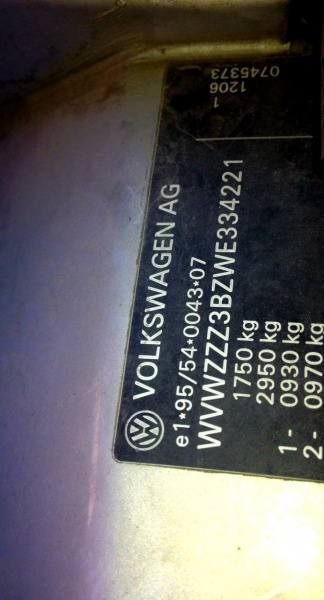 VOLKSWAGEN AG
e1*95/54*0043*07
WVWZZZ3BZWE334221
1750 kg
2950 kg
1 - 0930 kg
2 - 0970 kg
1
1206
0745373